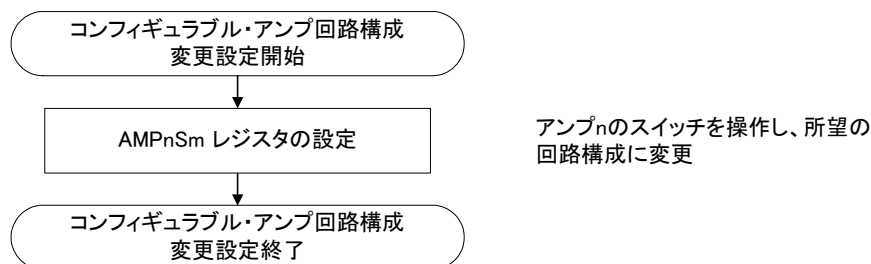 コンフィギュラブル・アンプ回路構成
変更設定開始
AMPnSm レジスタの設定
アンプnのスイッチを操作し、所望の
回路構成に変更
コンフィギュラブル・アンプ回路構成
変更設定終了